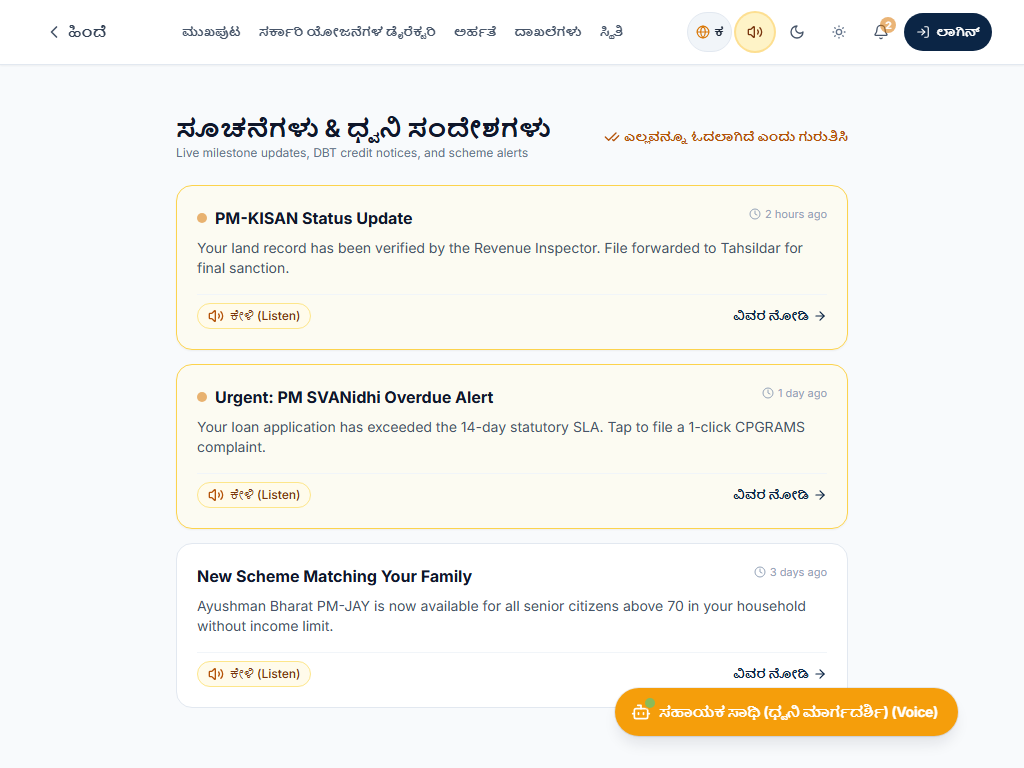 ಹಿಂದೆ
ಮುಖಪುಟ
ಸರ್ಕಾರಿ ಯೋಜನೆಗಳ ಡೈರೆಕ್ಟರಿ
ಅರ್ಹತೆ
ದಾಖಲೆಗಳು
ಸ್ಥಿತಿ
ಕ
2
ಲಾಗಿನ್
ಸೂಚನೆಗಳು & ಧ್ವನಿ ಸಂದೇಶಗಳು
Live milestone updates, DBT credit notices, and scheme alerts
ಎಲ್ಲವನ್ನೂ ಓದಲಾಗಿದೆ ಎಂದು ಗುರುತಿಸಿ
PM-KISAN Status Update
2 hours ago
Your land record has been verified by the Revenue Inspector. File forwarded to Tahsildar for
final sanction.
ಕೇಳಿ (Listen)
ವಿವರ ನೋಡಿ
Urgent: PM SVANidhi Overdue Alert
1 day ago
Your loan application has exceeded the 14-day statutory SLA. Tap to file a 1-click CPGRAMS
complaint.
ಕೇಳಿ (Listen)
ವಿವರ ನೋಡಿ
New Scheme Matching Your Family
3 days ago
Ayushman Bharat PM-JAY is now available for all senior citizens above 70 in your household
without income limit.
ಕೇಳಿ (Listen)
ವಿವರ ನೋಡಿ
ಸಹಾಯಕ ಸಾಥಿ (ಧ್ವನಿ ಮಾರ್ಗದರ್ಶಿ) (Voice)